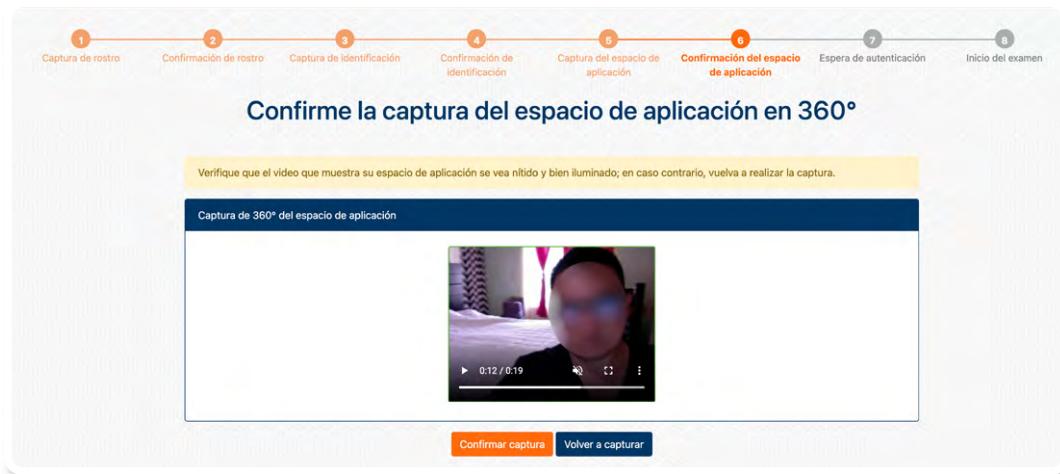 1 2 3 4 5 6 7 8
Captura de rostro Confirmación de rostro Captura de identificación Confirmación de identificación Captura del espacio de aplicación Confirmación del espacio de aplicación Espera de autenticación Inicio del examen
Confirme la captura del espacio de aplicación en 360°
Verifique que el video que muestra su espacio de aplicación se vea nítido y bien iluminado; en caso contrario, vuelva a realizar la captura.
Captura de 360° del espacio de aplicación
0:12 / 0:19
Confirmar captura Volver a capturar